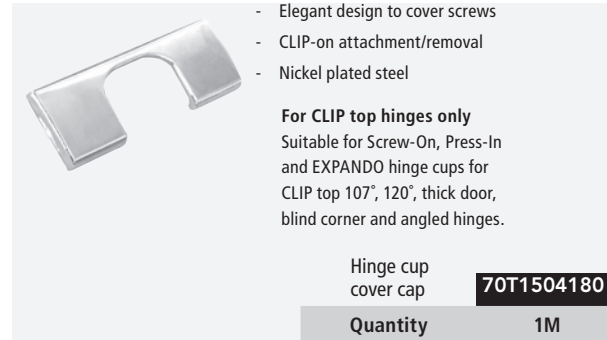 - Elegant design to cover screws
- CLIP-on attachment/removal
- Nickel plated steel
For CLIP top hinges only
Suitable for Screw-On, Press-In
and EXPANDO hinge cups for
CLIP top 107˚, 120˚, thick door,
blind corner and angled hinges.
Hinge cup
cover cap 70T1504180
Quantity 1M